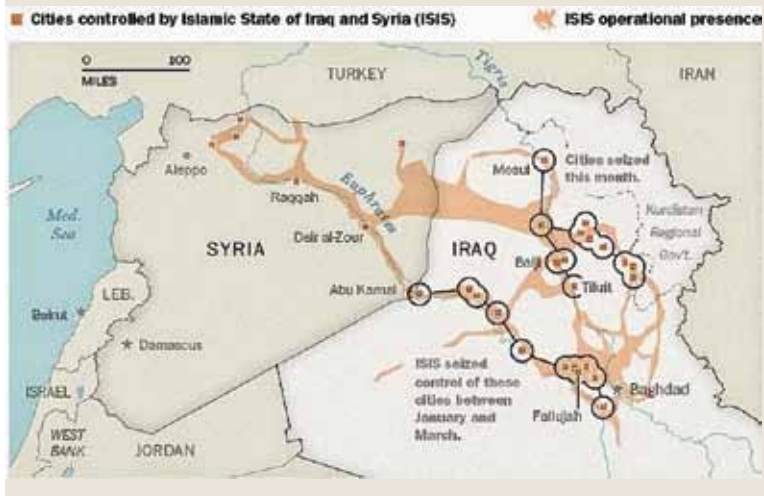 Cities controlled by Islamic State of Iraq and Syria (ISIS)
ISIS operational presence
0 100
MILES
TURKEY
Tigris
IRAN
Aleppo
Mosul
Cities seized
this month.
Raqqah
Euphrates
Kurdistan
Regional
Gov't.
Med.
Sea
Deir al-Zour
SYRIA
IRAQ
Baiji
Tikrit
LEB.
Abu Kamal
Beirut
Damascus
ISIS seized
control of these
cities between
January and
March.
Baghdad
Fallujah
ISRAEL
WEST
BANK
JORDAN